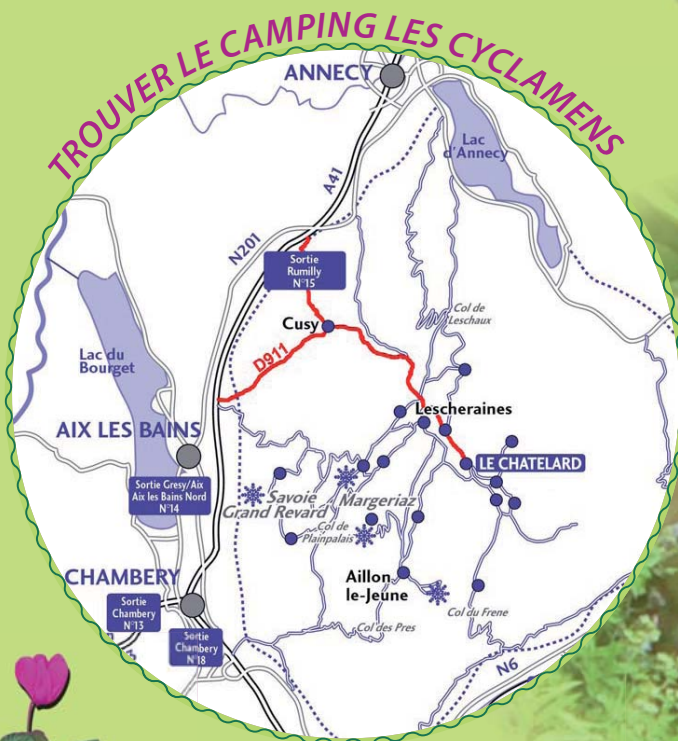 TROUVER LE CAMPING LES CYCLAMENS
ANNECY
Lac
d'Annecy
A41
N201
Sortie
Rumilly
N°15
Col de
Leschaux
Cusy
D911
Lac du
Bourget
Lescheraines
AIX LES BAINS
LE CHATELARD
Sortie Gresy/Aix
Aix les Bains Nord
N°14
Savoie
Grand Revard
Margeriaz
Col de
Plainpalais
CHAMBERY
Aillon
le-Jeune
Sortie
Chambery
N°13
Col du Frene
Col des Pres
Sortie
Chambery
N°18
N6